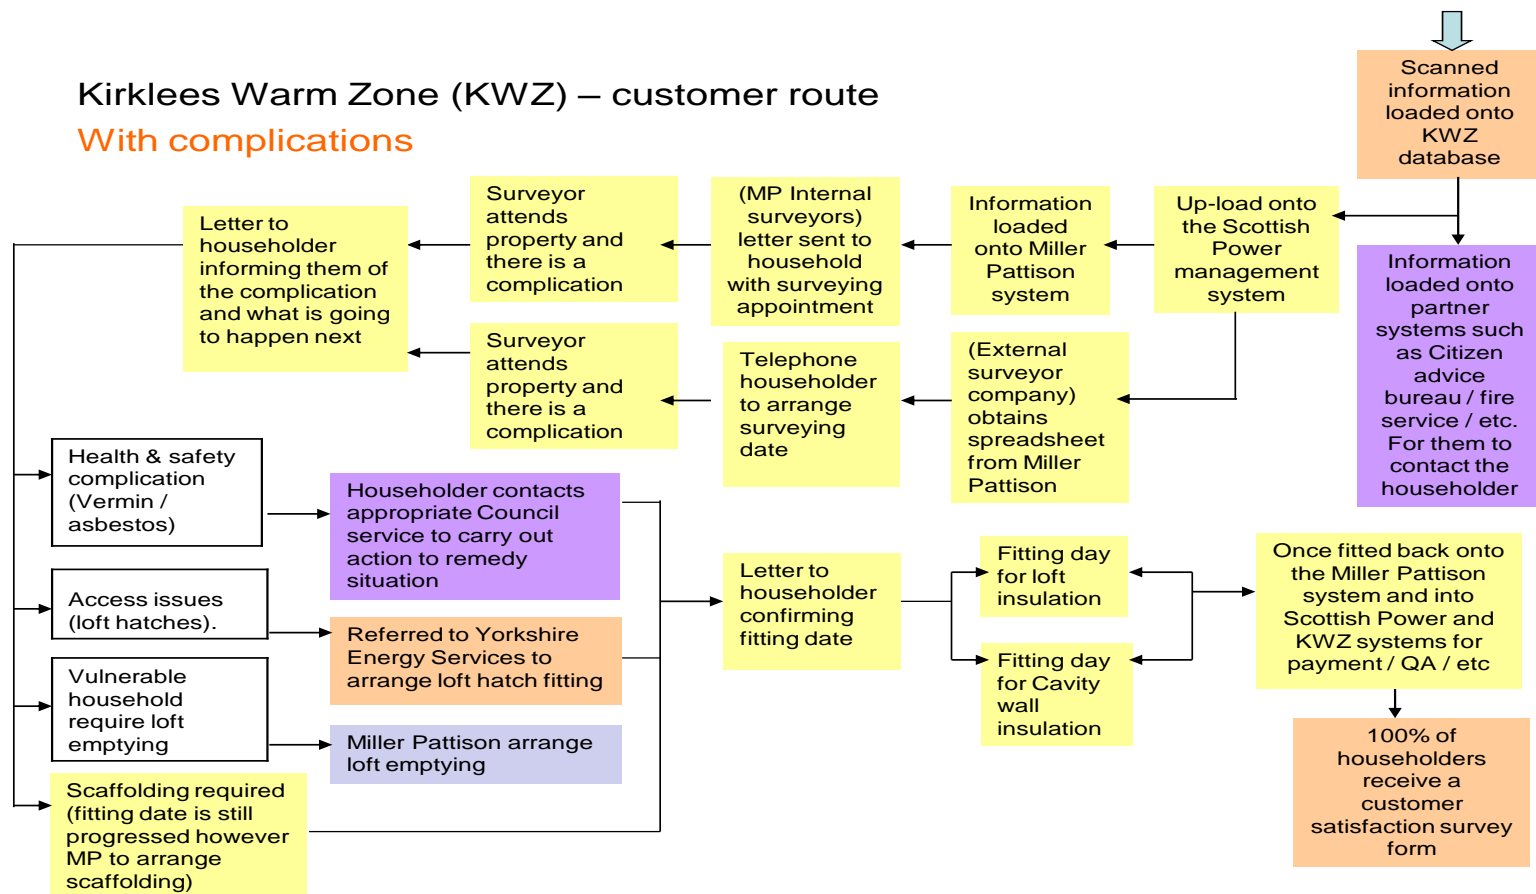 Kirklees Warm Zone (KWZ) – customer route
With complications
Scanned
information
loaded onto
KWZ
database
Up-load onto
the Scottish
Power
management
system
Information
loaded onto
partner
systems such
as Citizen
advice
bureau / fire
service / etc.
For them to
contact the
householder
Information
loaded
onto Miller
Pattison
system
(MP Internal
surveyors)
letter sent to
household
with surveying
appointment
Surveyor
attends
property and
there is a
complication
Letter to
householder
informing them of
the complication
and what is going
to happen next
(External
surveyor
company)
obtains
spreadsheet
from Miller
Pattison
Telephone
householder
to arrange
surveying
date
Surveyor
attends
property and
there is a
complication
Health & safety
complication
(Vermin /
asbestos)
Householder contacts
appropriate Council
service to carry out
action to remedy
situation
Access issues
(loft hatches).
Referred to Yorkshire
Energy Services to
arrange loft hatch fitting
Vulnerable
household
require loft
emptying
Miller Pattison arrange
loft emptying
Scaffolding required
(fitting date is still
progressed however
MP to arrange
scaffolding)
Letter to
householder
confirming
fitting date
Fitting day
for loft
insulation
Fitting day
for Cavity
wall
insulation
Once fitted back onto
the Miller Pattison
system and into
Scottish Power and
KWZ systems for
payment / QA / etc
100% of
householders
receive a
customer
satisfaction survey
form